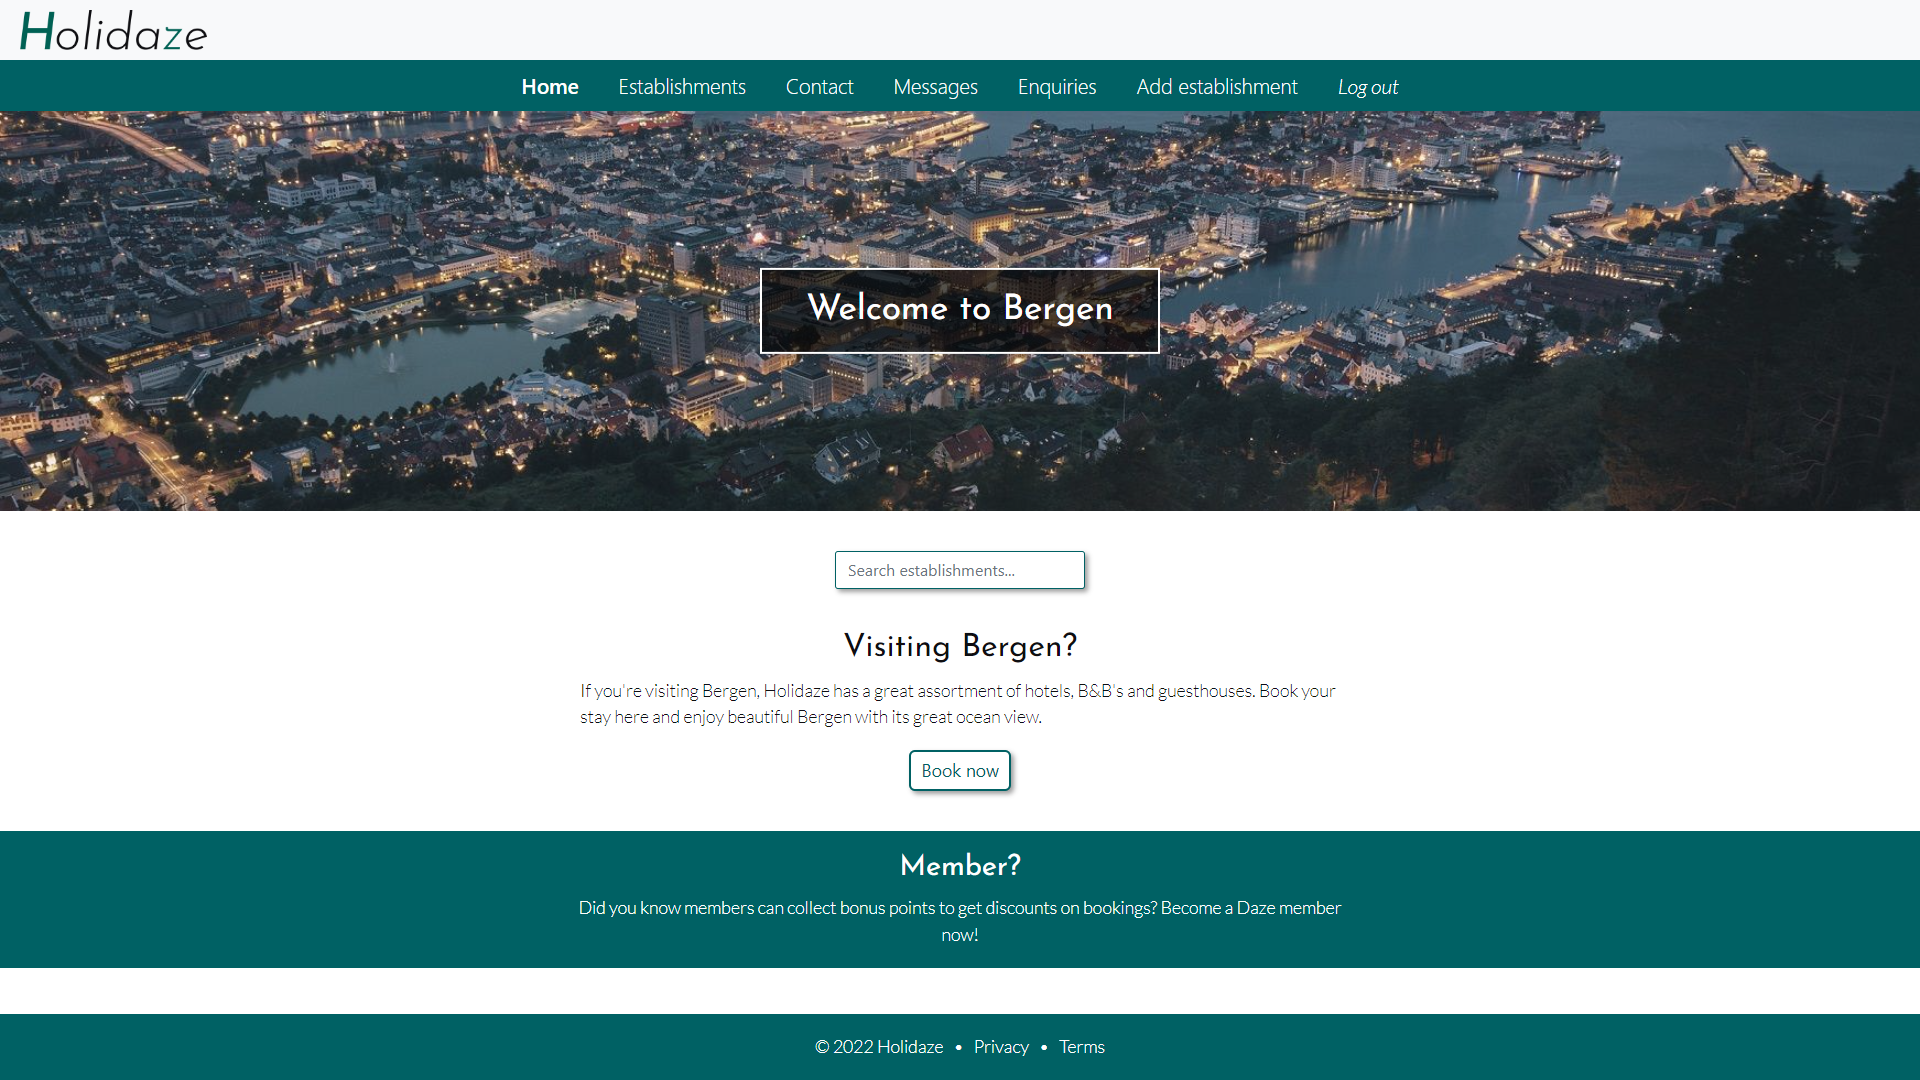 Holidaze
Home Establishments Contact Messages Enquiries Add establishment Log out
Welcome to Bergen
Search establishments...
Visiting Bergen?
If you're visiting Bergen, Holidaze has a great assortment of hotels, B&B's and guesthouses. Book your
stay here and enjoy beautiful Bergen with its great ocean view.
Book now
Member?
Did you know members can collect bonus points to get discounts on bookings? Become a Daze member
now!
© 2022 Holidaze • Privacy • Terms